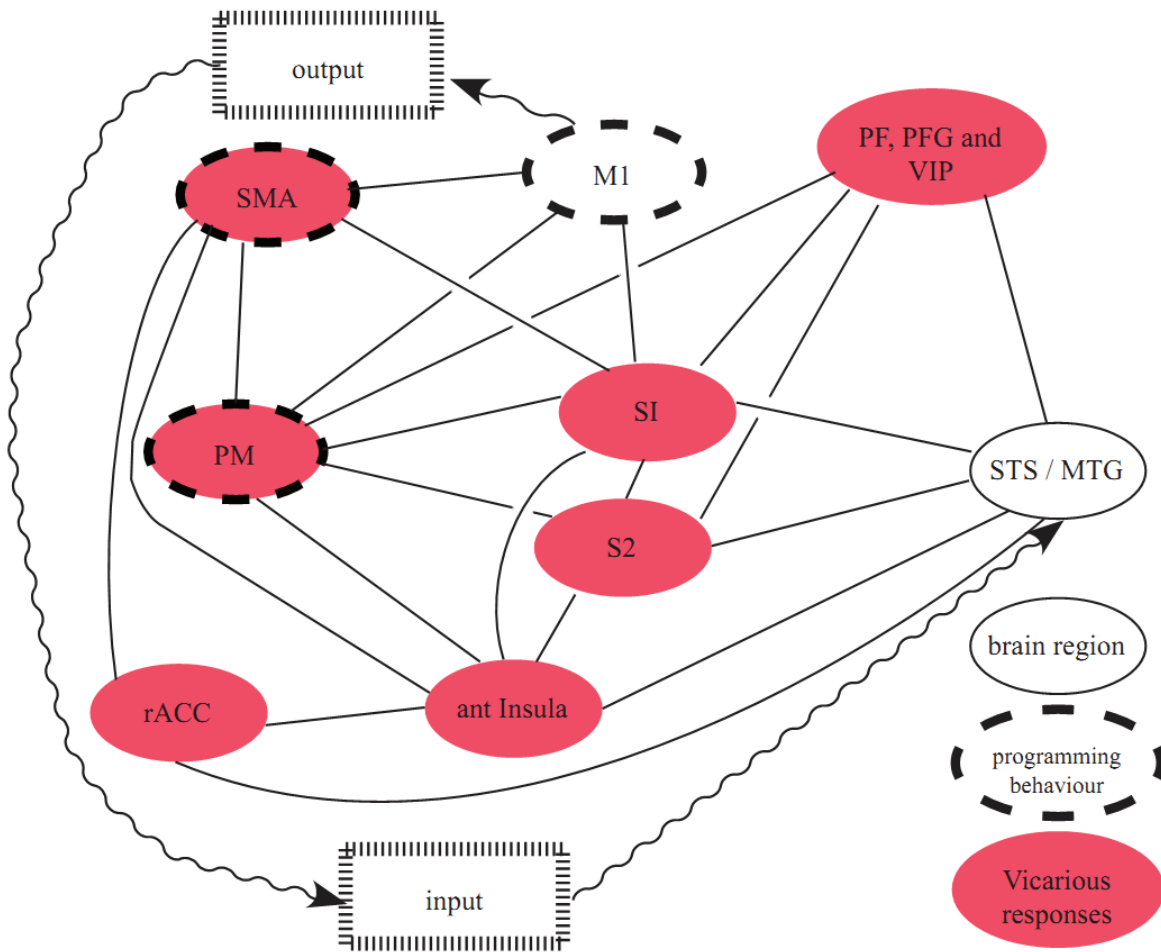 output
M1
PF, PFG and
VIP
SMA
SI
PM
STS / MTG
S2
brain region
rACC
ant Insula
programming
behaviour
input
Vicarious
responses